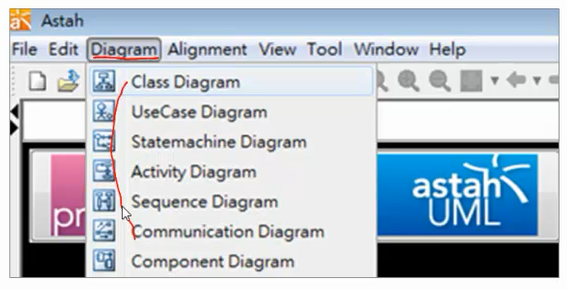 Astah
File Edit Diagram Alignment View Tool Window Help
Class Diagram
UseCase Diagram
Statemachine Diagram
Activity Diagram
Sequence Diagram
Communication Diagram
Component Diagram
pr
astah
UML